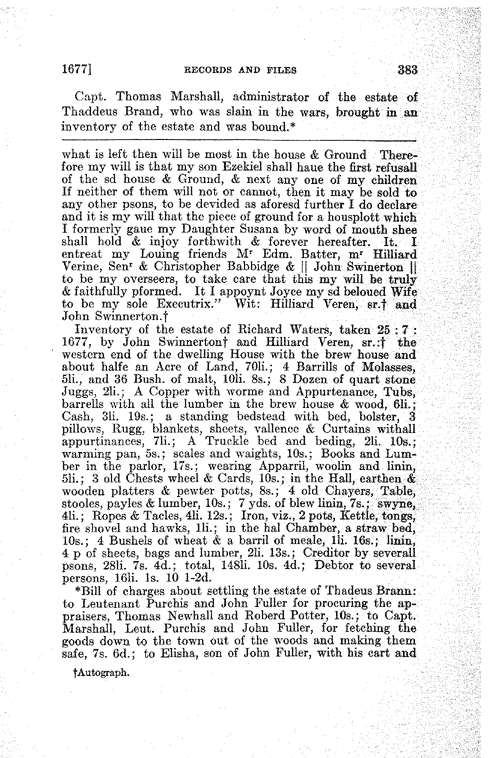 1677] RECORDS AND FILES 383
Capt. Thomas Marshall, administrator of the estate of
Thaddeus Brand, who was slain in the wars, brought in an
inventory of the estate and was bound.*
what is left then will be most in the house & Ground There-
fore my will is that my son Ezekiel shall haue the first refusall
of the sd house & Ground, & next any one of my children
If neither of them will not or cannot, then it may be sold to
any other psons, to be devided as aforesd further I do declare
and it is my will that the piece of ground for a housplott which
I formerly gaue my Daughter Susana by word of mouth shee
shall hold & injoy forthwith & forever hereafter. It. I
entreat my Louing friends Mr Edm. Batter, mr Hilliard
Verine, Senr & Christopher Babbidge & || John Swinerton ||
to be my overseers, to take care that this my will be truly
& faithfully pformed. It I appoynt Joyce my sd beloued Wife
to be my sole Executrix." Wit: Hilliard Veren, sr.† and
John Swinnerton.†
Inventory of the estate of Richard Waters, taken 25 : 7 :
1677, by John Swinnerton† and Hilliard Veren, sr.:† the
western end of the dwelling House with the brew house and
about halfe an Acre of Land, 70li.; 4 Barrills of Molasses,
5li., and 36 Bush. of malt, 10li. 8s.; 8 Dozen of quart stone
Juggs, 2li.; A Copper with worme and Appurtenance, Tubs,
barrells with all the lumber in the brew house & wood, 6li.;
Cash, 3li. 19s.; a standing bedstead with bed, bolster, 3
pillows, Rugg, blankets, sheets, vallence & Curtains withall
appurtinances, 7li.; A Truckle bed and beding, 2li. 10s.;
warming pan, 5s.; scales and waights, 10s.; Books and Lum-
ber in the parlor, 17s.; wearing Apparril, woolin and linin,
5li.; 3 old Chests wheel & Cards, 10s.; in the Hall, earthen &
wooden platters & pewter potts, 8s.; 4 old Chayers, Table,
stooles, payles & lumber, 10s.; 7 yds. of blew linin, 7s.; swyne,
4li.; Ropes & Tacles, 4li. 12s.; Iron, viz., 2 pots, Kettle, tongs,
fire shovel and hawks, 1li.; in the hal Chamber, a straw bed,
10s.; 4 Bushels of wheat & a barril of meale, 1li. 16s.; linin,
4 p of sheets, bags and lumber, 2li. 13s.; Creditor by severall
psons, 28li. 7s. 4d.; total, 148li. 10s. 4d.; Debtor to several
persons, 16li. 1s. 10 1-2d.
*Bill of charges about settling the estate of Thadeus Brann:
to Leutenant Purchis and John Fuller for procuring the ap-
praisers, Thomas Newhall and Roberd Potter, 10s.; to Capt.
Marshall, Leut. Purchis and John Fuller, for fetching the
goods down to the town out of the woods and making them
safe, 7s. 6d.; to Elisha, son of John Fuller, with his cart and
†Autograph.